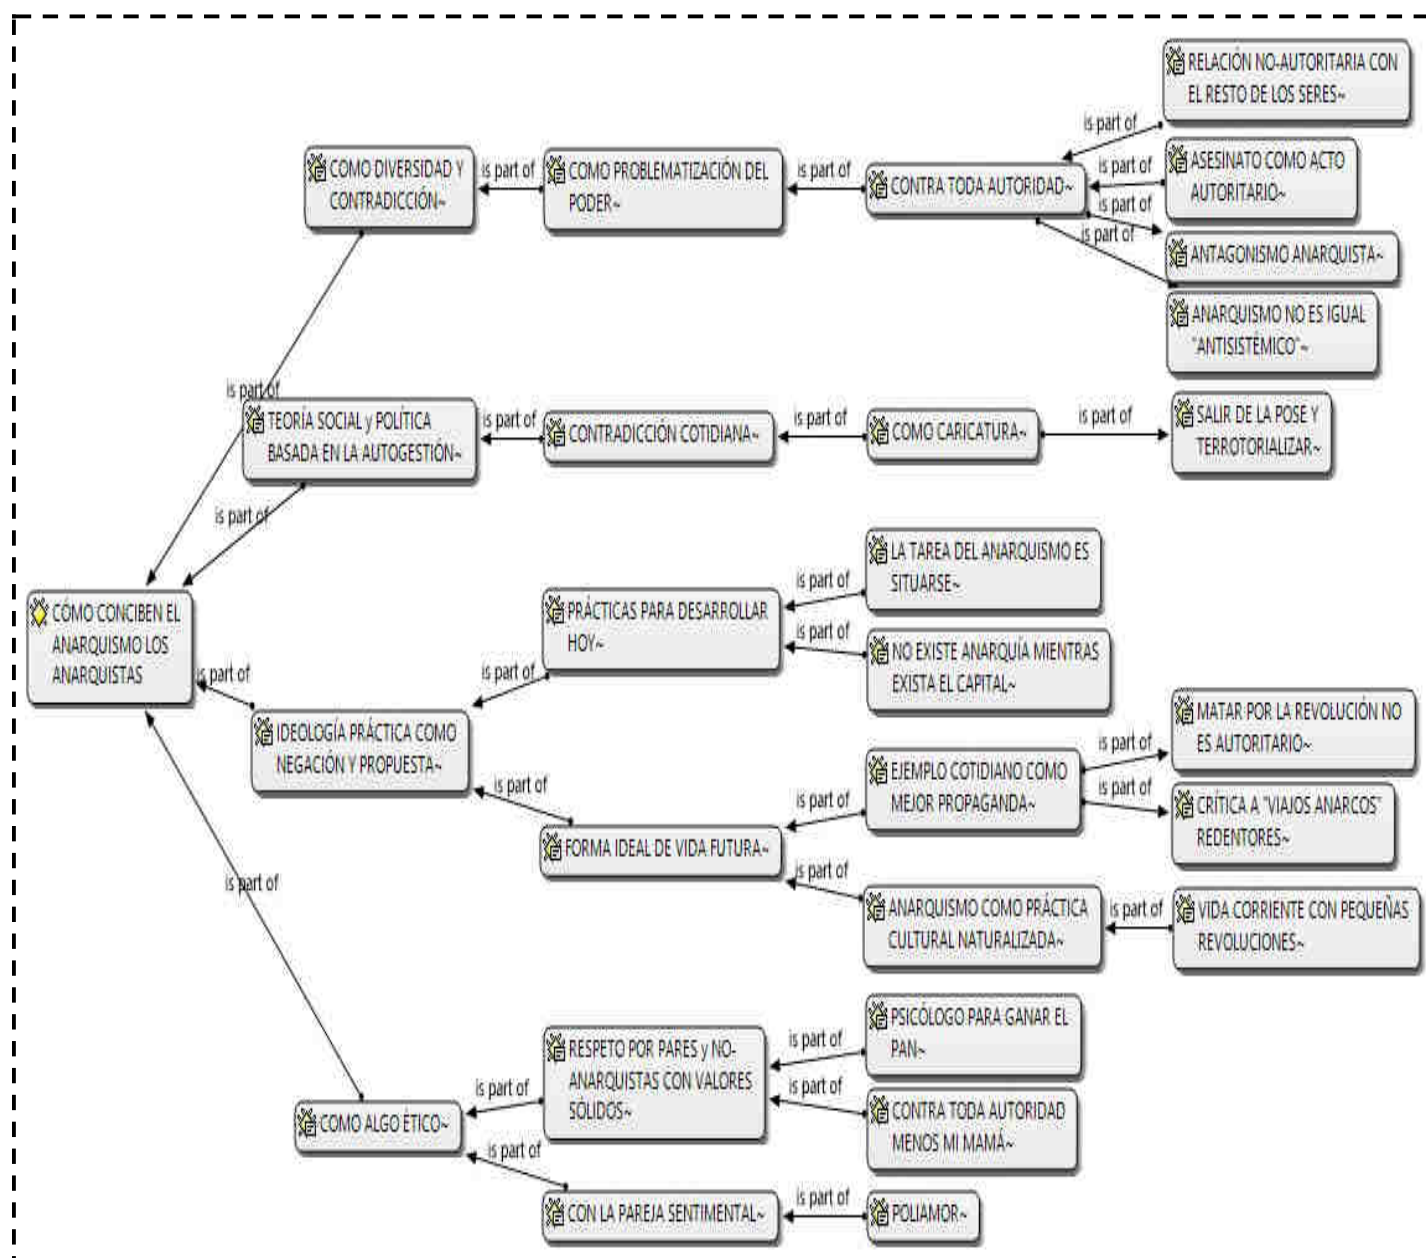 RELACIÓN NO-AUTORITARIA CON
EL RESTO DE LOS SERES~
is part of
COMO DIVERSIDAD Y
CONTRADICCIÓN~
is part of
COMO PROBLEMATIZACIÓN DEL
PODER~
is part of
CONTRA TODA AUTORIDAD~
is part of
ASESINATO COMO ACTO
AUTORITARIO~
is part of
is part of
ANTAGONISMO ANARQUISTA~
ANARQUISMO NO ES IGUAL
"ANTISISTÉMICO"~
is part of
TEORÍA SOCIAL y POLÍTICA
BASADA EN LA AUTOGESTIÓN~
is part of
CONTRADICCIÓN COTIDIANA~
is part of
COMO CARICATURA~
is part of
SALIR DE LA POSE Y
TERROTORIALIZAR~
is part of
CÓMO CONCIBEN EL
ANARQUISMO LOS
ANARQUISTAS
is part of
IDEOLOGÍA PRÁCTICA COMO
NEGACIÓN Y PROPUESTA~
is part of
PRÁCTICAS PARA DESARROLLAR
HOY~
is part of
LA TAREA DEL ANARQUISMO ES
SITUARSE~
is part of
NO EXISTE ANARQUÍA MIENTRAS
EXISTA EL CAPITAL~
is part of
FORMA IDEAL DE VIDA FUTURA~
is part of
EJEMPLO COTIDIANO COMO
MEJOR PROPAGANDA~
is part of
MATAR POR LA REVOLUCIÓN NO
ES AUTORITARIO~
is part of
CRÍTICA A "VIAJOS ANARCOS"
REDENTORES~
is part of
ANARQUISMO COMO PRÁCTICA
CULTURAL NATURALIZADA~
is part of
VIDA CORRIENTE CON PEQUEÑAS
REVOLUCIONES~
is part of
COMO ALGO ÉTICO~
is part of
RESPETO POR PARES y NO-
ANARQUISTAS CON VALORES
SÓLIDOS~
is part of
PSICÓLOGO PARA GANAR EL
PAN~
is part of
CONTRA TODA AUTORIDAD
MENOS MI MAMÁ~
is part of
CON LA PAREJA SENTIMENTAL~
is part of
POLIAMOR~